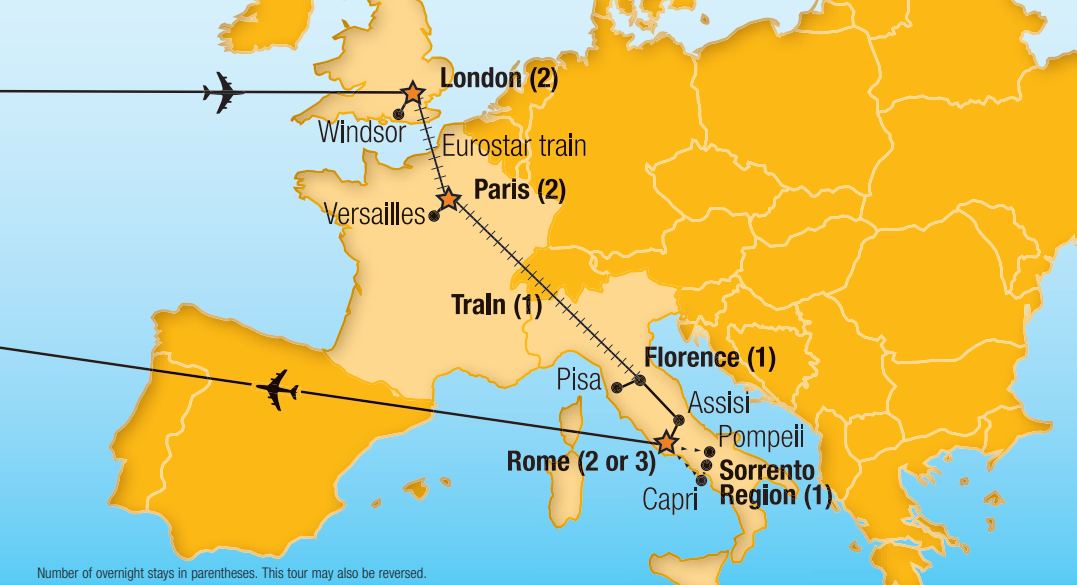 London (2)
Windsor
Eurostar train
Paris (2)
Versailles
TraIn (1)
Florence (1)
Pisa
Assisi
Pompeii
Rome (2 or 3)
Sorrento
Region (1)
Capri
Number of overnight stays in parentheses. This tour may also be reversed.